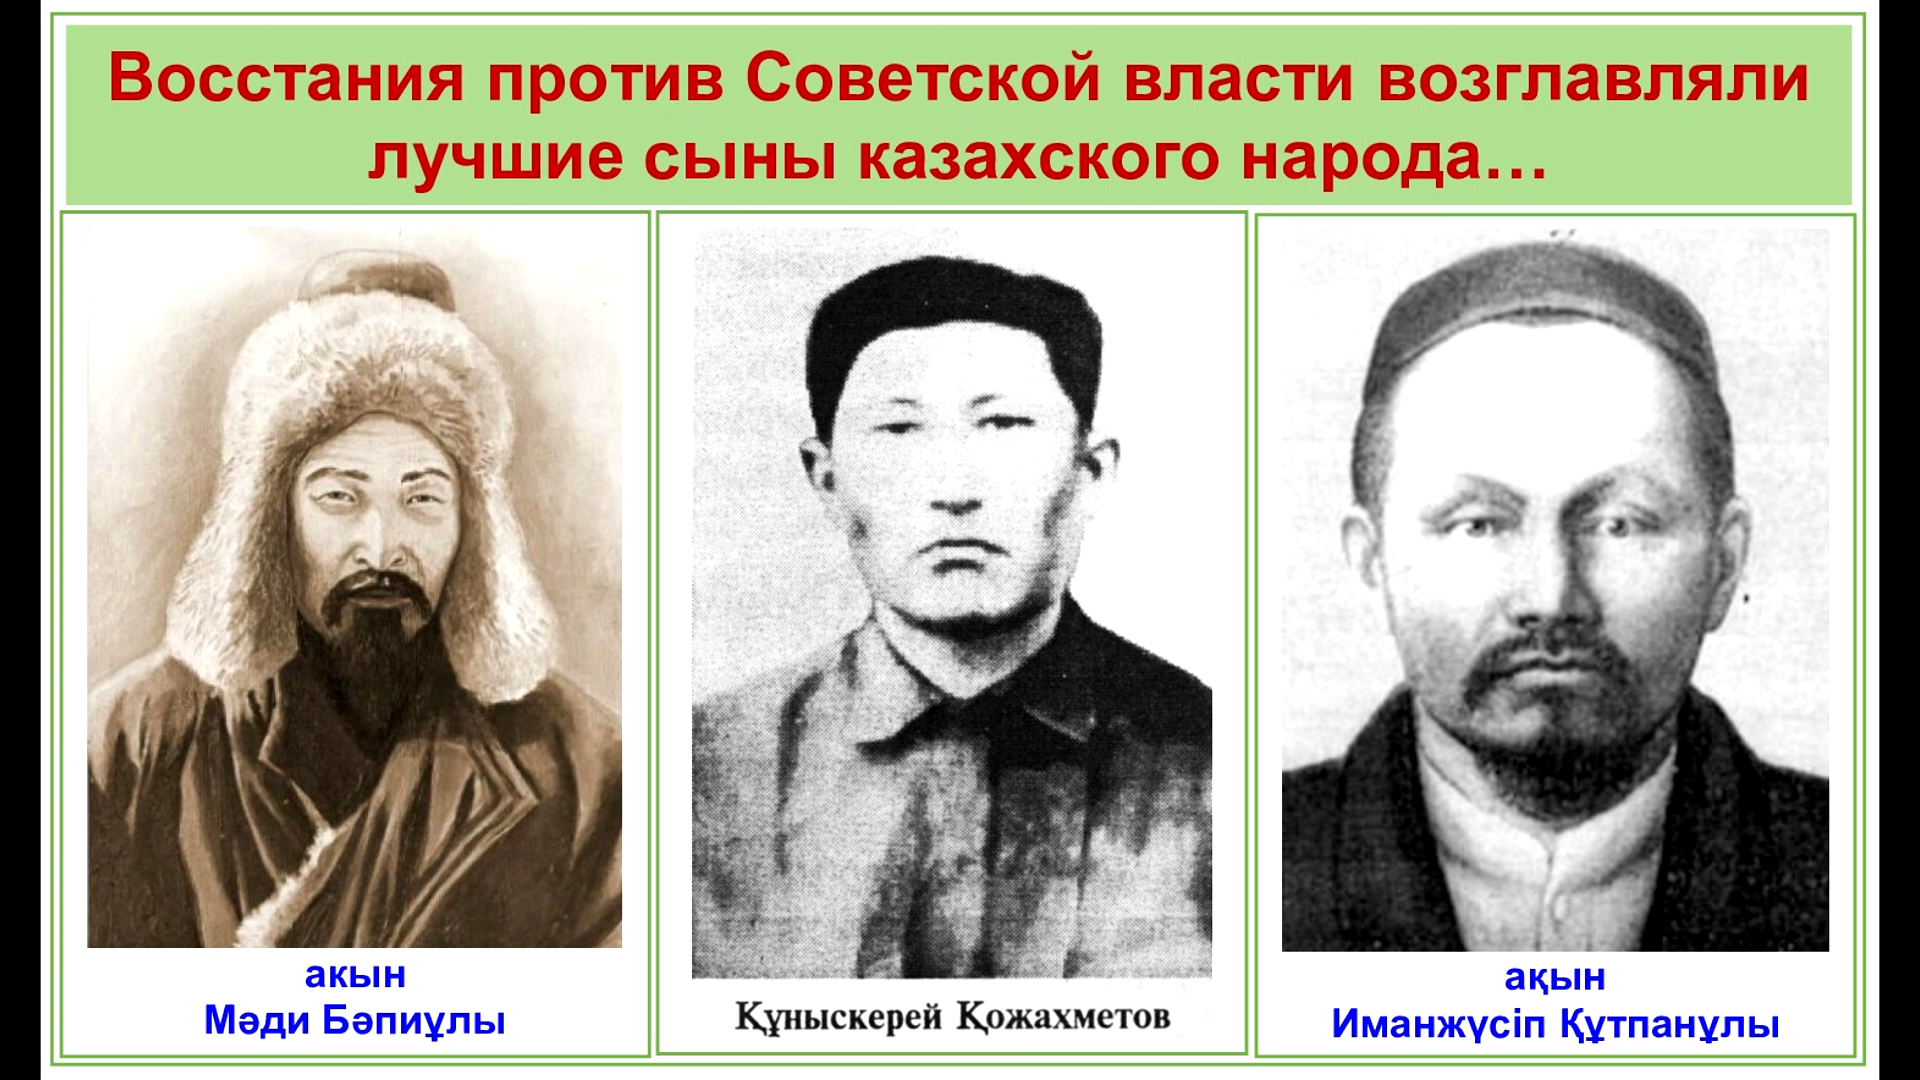 Восстания против Советской власти возглавляли
лучшие сыны казахского народа…
акын
Мәди Бәпиұлы
Құныскерей Қожахметов
ақын
Иманжүсіп Құтпанұлы